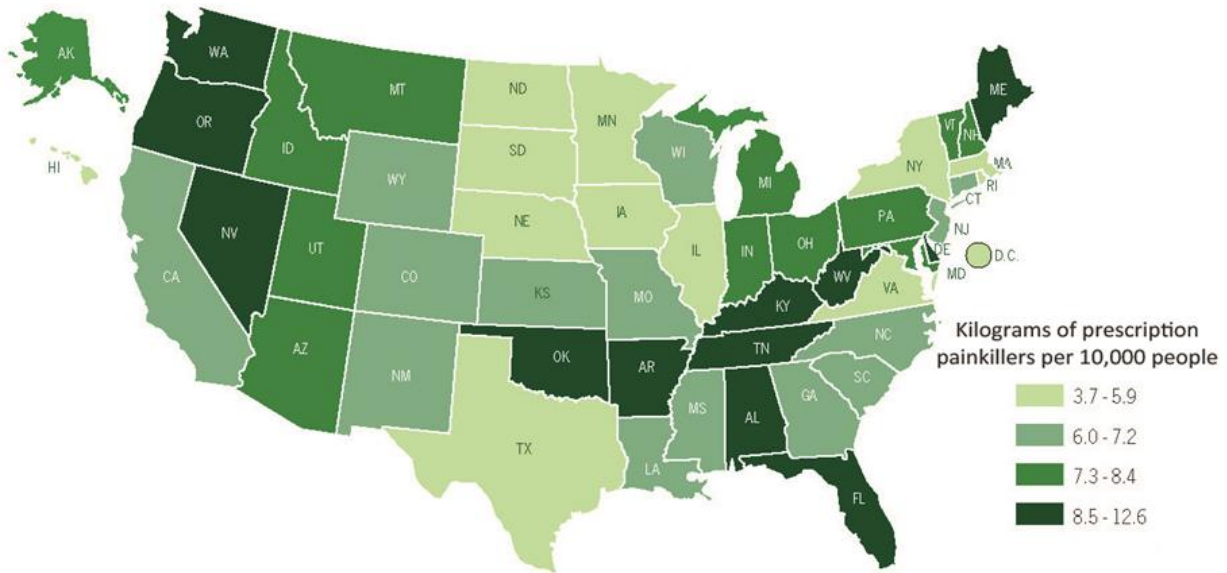 WA
AK
MT
ND
ME
OR
MN
VT
NH
ID
SD
WI
NY
MA
HI
WY
MI
RI
CT
NE
IA
PA
NJ
NV
UT
IL
IN
OH
DE
D.C.
CA
CO
MD
WV
KS
MO
VA
KY
AZ
NM
OK
AR
TN
NC
SC
MS
AL
GA
TX
LA
FL
Kilograms of prescription
painkillers per 10,000 people
3.7 - 5.9
6.0 - 7.2
7.3 - 8.4
8.5 - 12.6